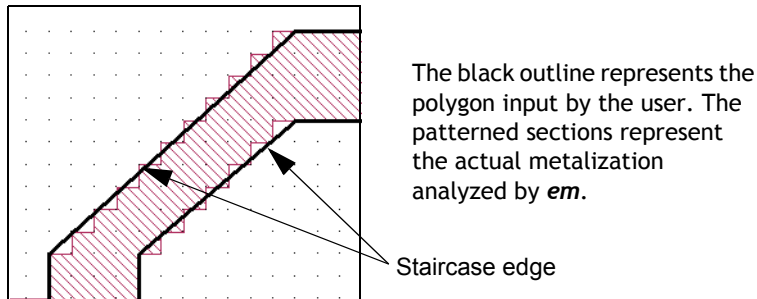 The black outline represents the
polygon input by the user. The
patterned sections represent
the actual metalization
analyzed by em.
Staircase edge